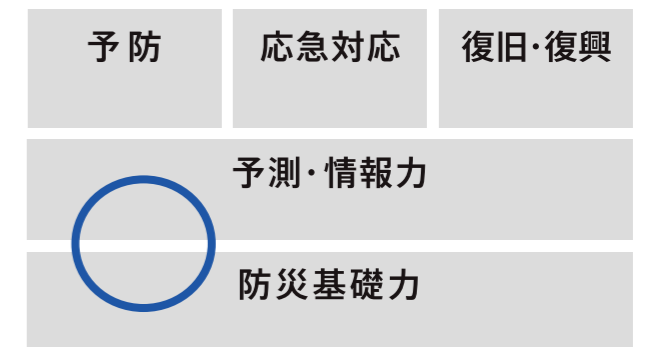 予防
応急対応
復旧・復興
予測・情報力
防災基礎力